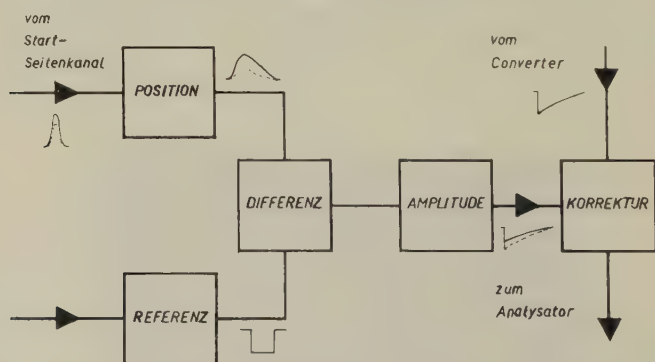 vom
Start-
Seitenkanal
POSITION
vom
Converter
DIFFERENZ
AMPLITUDE
KORREKTUR
REFERENZ
zum
Analysator